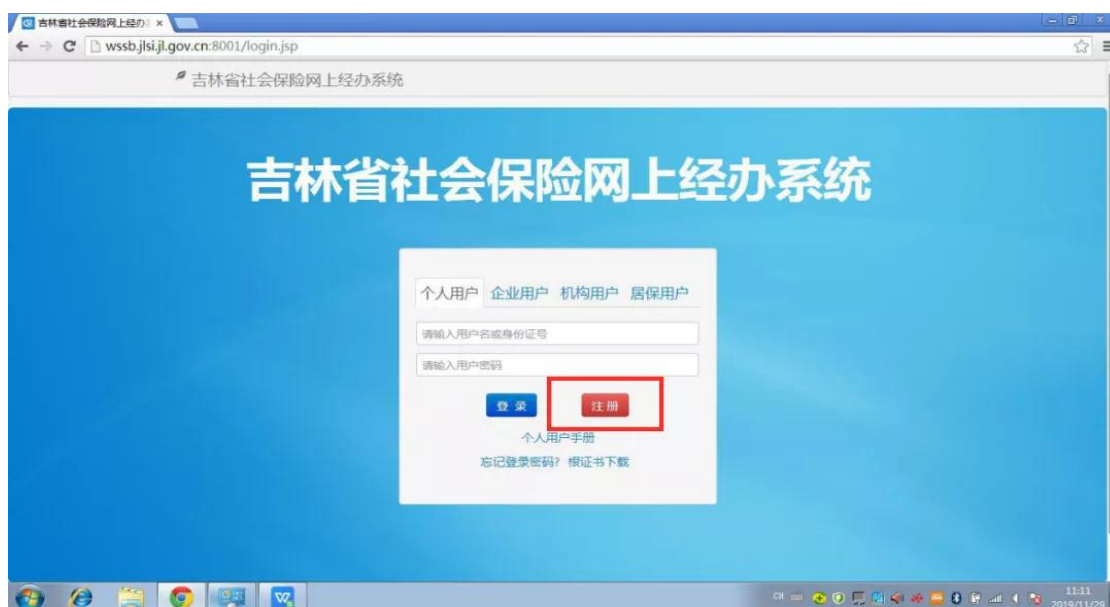 吉林省社会保险网上经办 ×
wssb.jlsi.jl.gov.cn:8001/login.jsp
吉林省社会保险网上经办系统
吉林省社会保险网上经办系统
个人用户 企业用户 机构用户 居保用户
请输入用户名或身份证号
请输入用户密码
登 录 注 册
个人用户手册
忘记登录密码? 根证书下载
CH 11:11
2019/11/29